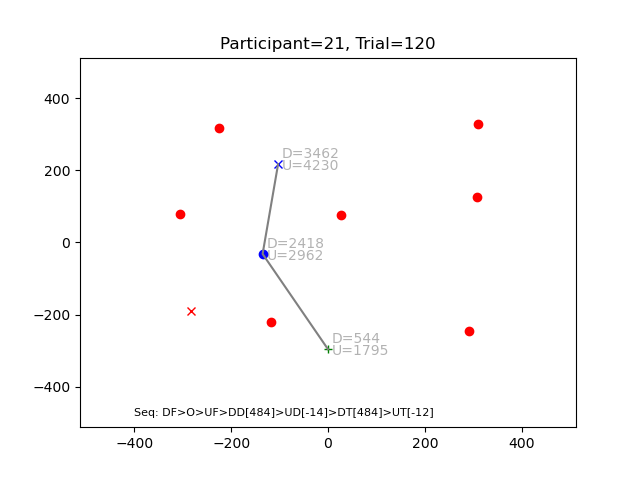 Participant=21, Trial=120
400
200
0
−200
−400
D=3462
U=4230
D=2418
U=2962
D=544
U=1795
Seq: DF>O>UF>DD[484]>UD[-14]>DT[484]>UT[-12]
−400 −200 0 200 400